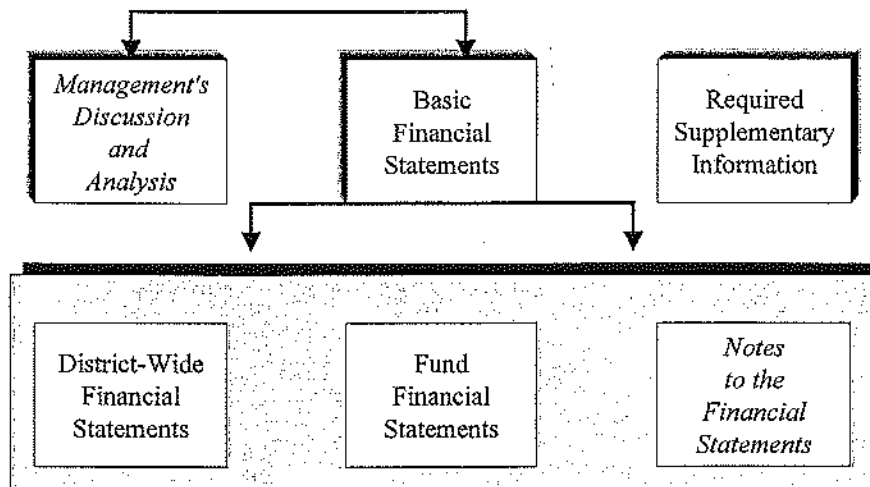 Management's
Discussion
and
Analysis
Basic
Financial
Statements
Required
Supplementary
Information
District-Wide
Financial
Statements
Fund
Financial
Statements
Notes
to the
Financial
Statements